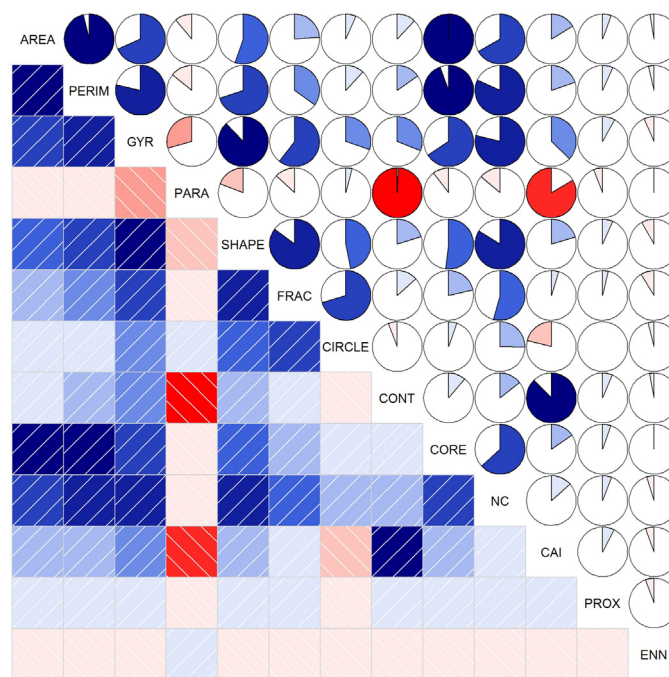 AREA
PERIM
GYR
PARA
SHAPE
FRAC
CIRCLE
CONT
CORE
NC
CAI
PROX
ENN